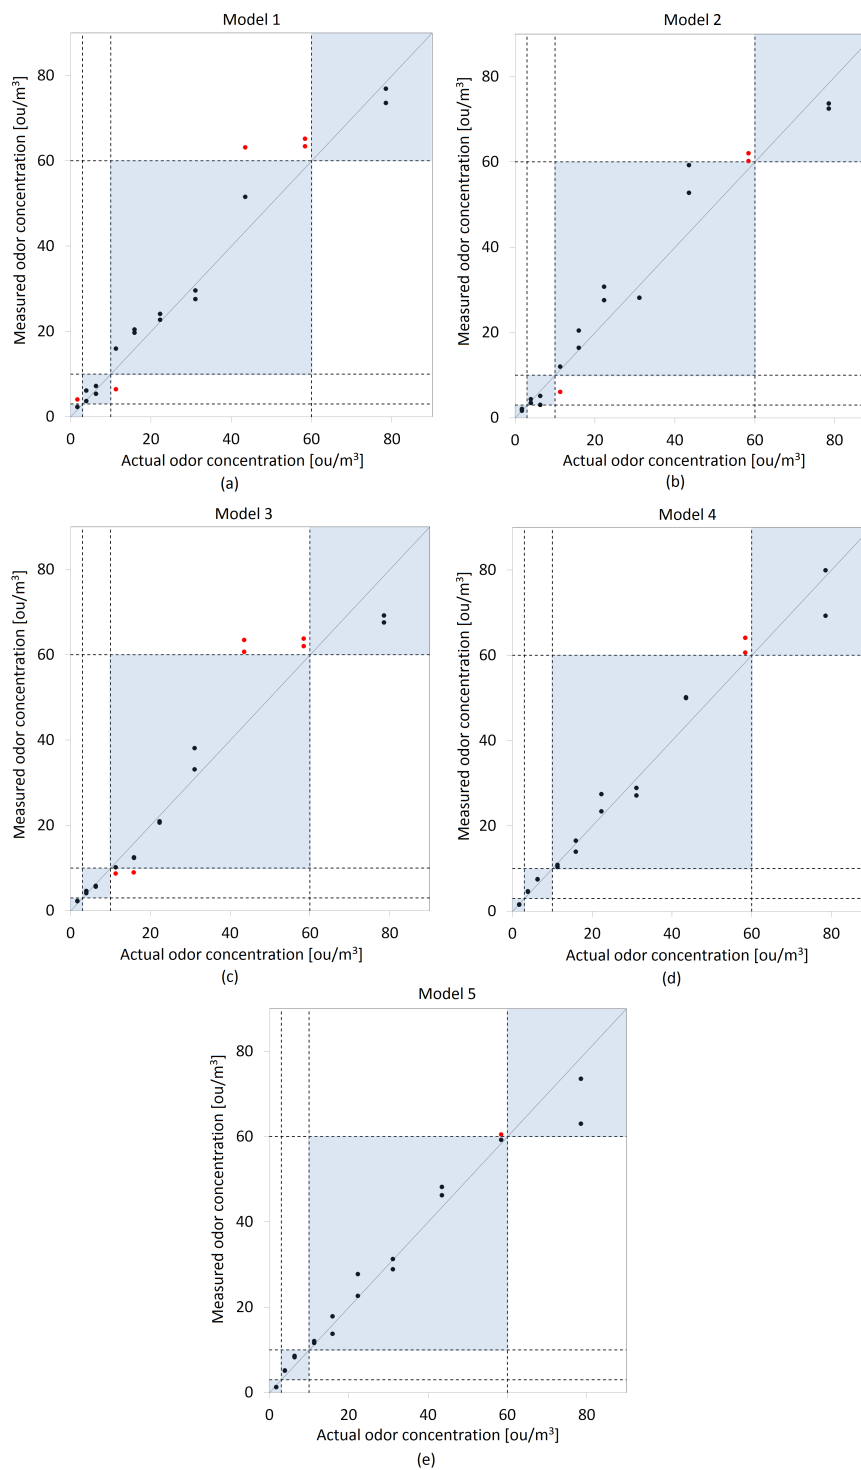 Model 1
Measured odor concentration [ou/m³]
80
60
40
20
0
0 20 40 60 80
Actual odor concentration [ou/m³]
(a)
Model 2
Measured odor concentration [ou/m³]
80
60
40
20
0
0 20 40 60 80
Actual odor concentration [ou/m³]
(b)
Model 3
Measured odor concentration [ou/m³]
80
60
40
20
0
0 20 40 60 80
Actual odor concentration [ou/m³]
(c)
Model 4
Measured odor concentration [ou/m³]
80
60
40
20
0
0 20 40 60 80
Actual odor concentration [ou/m³]
(d)
Model 5
Measured odor concentration [ou/m³]
80
60
40
20
0
0 20 40 60 80
Actual odor concentration [ou/m³]
(e)